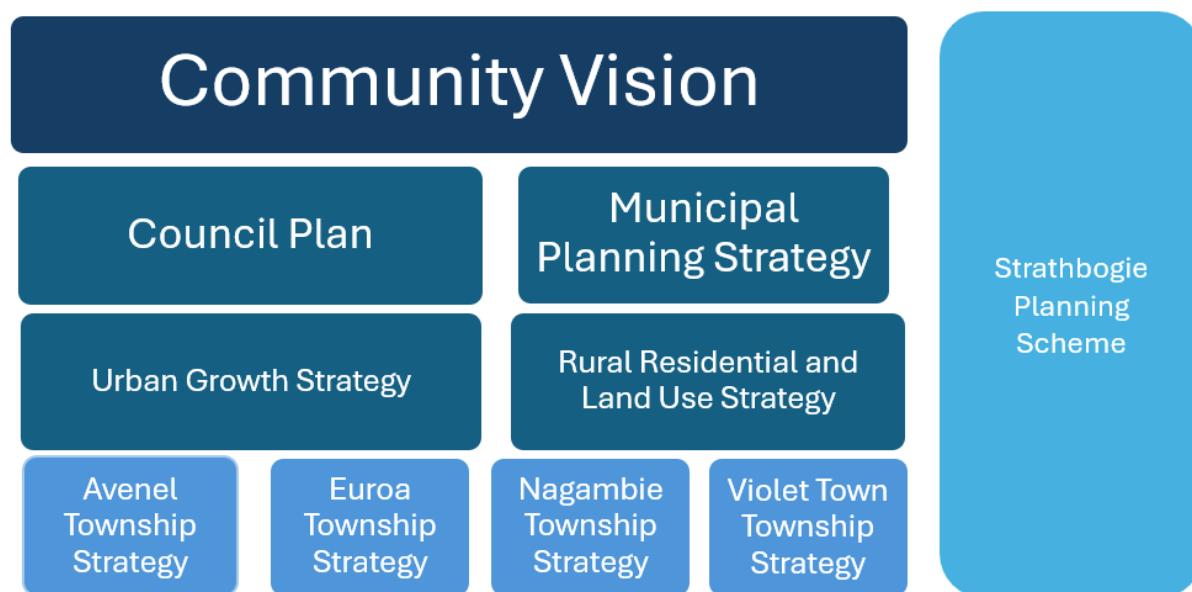 Community Vision
Council Plan
Municipal
Planning Strategy
Urban Growth Strategy
Rural Residential and
Land Use Strategy
Avenel
Township
Strategy
Euroa
Township
Strategy
Nagambie
Township
Strategy
Violet Town
Township
Strategy
Strathbogie
Planning
Scheme